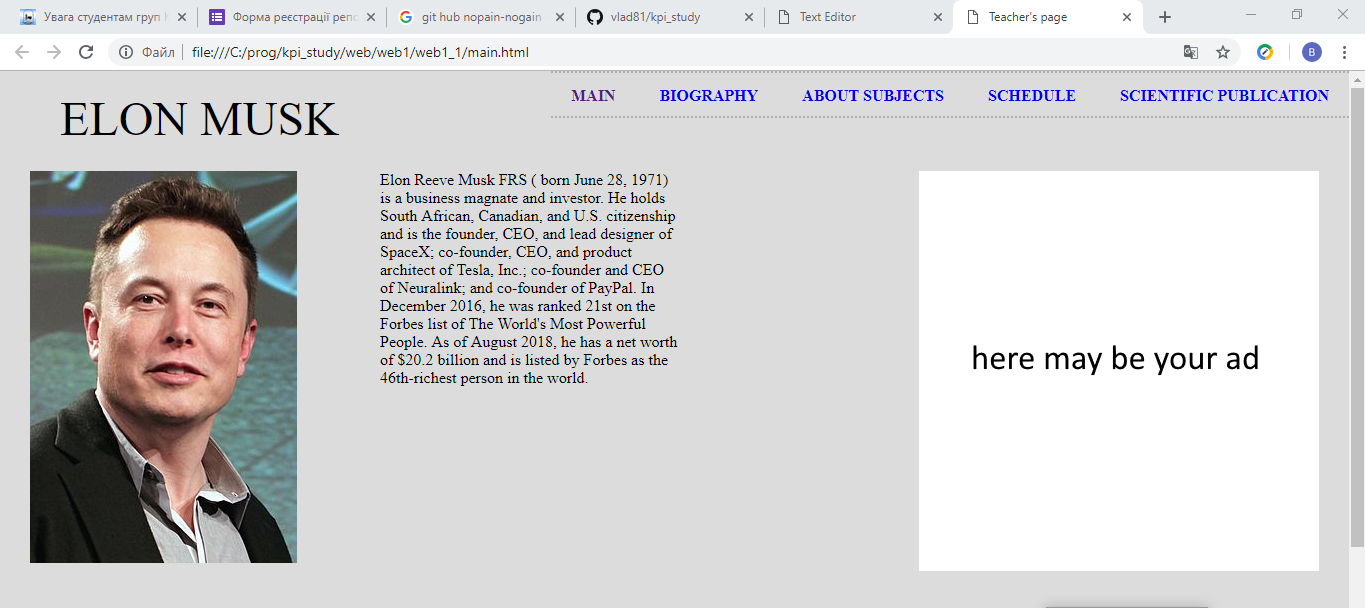 Увага студентам груп
Форма реєстрації репо
git hub nopain-nogain
vlad81/kpi_study
Text Editor
Teacher's page
Файл
file:///C:/prog/kpi_study/web/web1/web1_1/main.html
B
MAIN BIOGRAPHY ABOUT SUBJECTS SCHEDULE SCIENTIFIC PUBLICATION
ELON MUSK
Elon Reeve Musk FRS ( born June 28, 1971)
is a business magnate and investor. He holds
South African, Canadian, and U.S. citizenship
and is the founder, CEO, and lead designer of
SpaceX; co-founder, CEO, and product
architect of Tesla, Inc.; co-founder and CEO
of Neuralink; and co-founder of PayPal. In
December 2016, he was ranked 21st on the
Forbes list of The World's Most Powerful
People. As of August 2018, he has a net worth
of $20.2 billion and is listed by Forbes as the
46th-richest person in the world.
here may be your ad